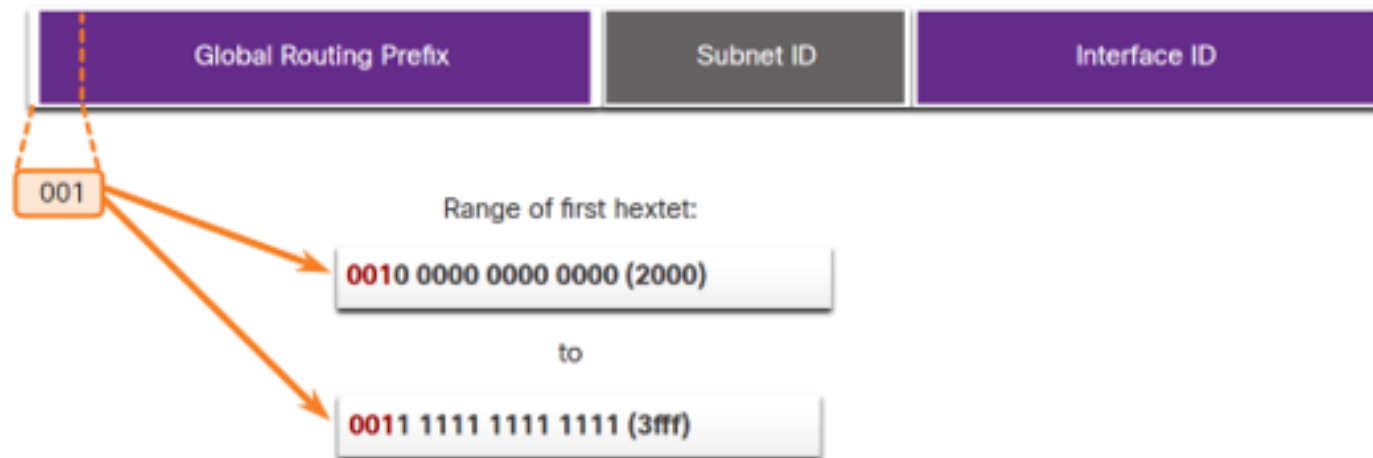 Global Routing Prefix Subnet ID Interface ID
001
Range of first hextet:
0010 0000 0000 0000 (2000)
to
0011 1111 1111 1111 (3fff)